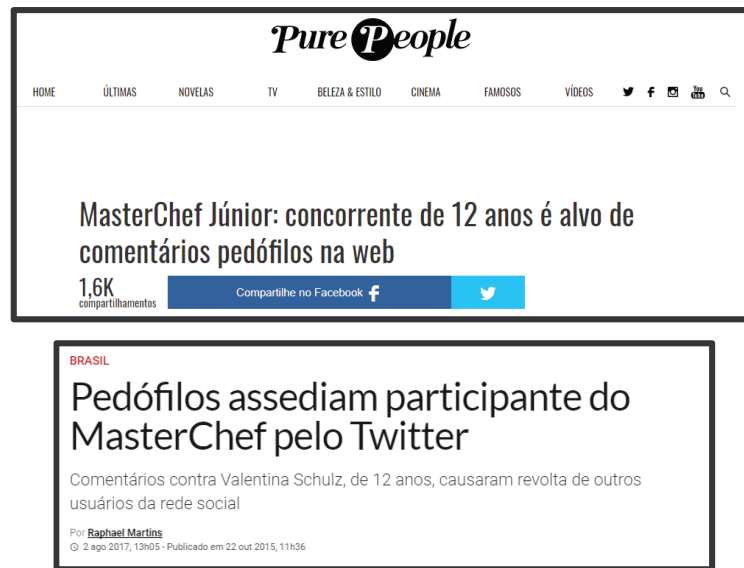 Pure People
HOME ÚLTIMAS NOVELAS TV BELEZA & ESTILO CINEMA FAMOSOS VÍDEOS You Tube
MasterChef Júnior: concorrente de 12 anos é alvo de
comentários pedófilos na web
1,6K
compartilhamentos
Compartilhe no Facebook
BRASIL
Pedófilos assediam participante do
MasterChef pelo Twitter
Comentários contra Valentina Schulz, de 12 anos, causaram revolta de outros
usuários da rede social
Por Raphael Martins
2 ago 2017, 13h05 - Publicado em 22 out 2015, 11h36